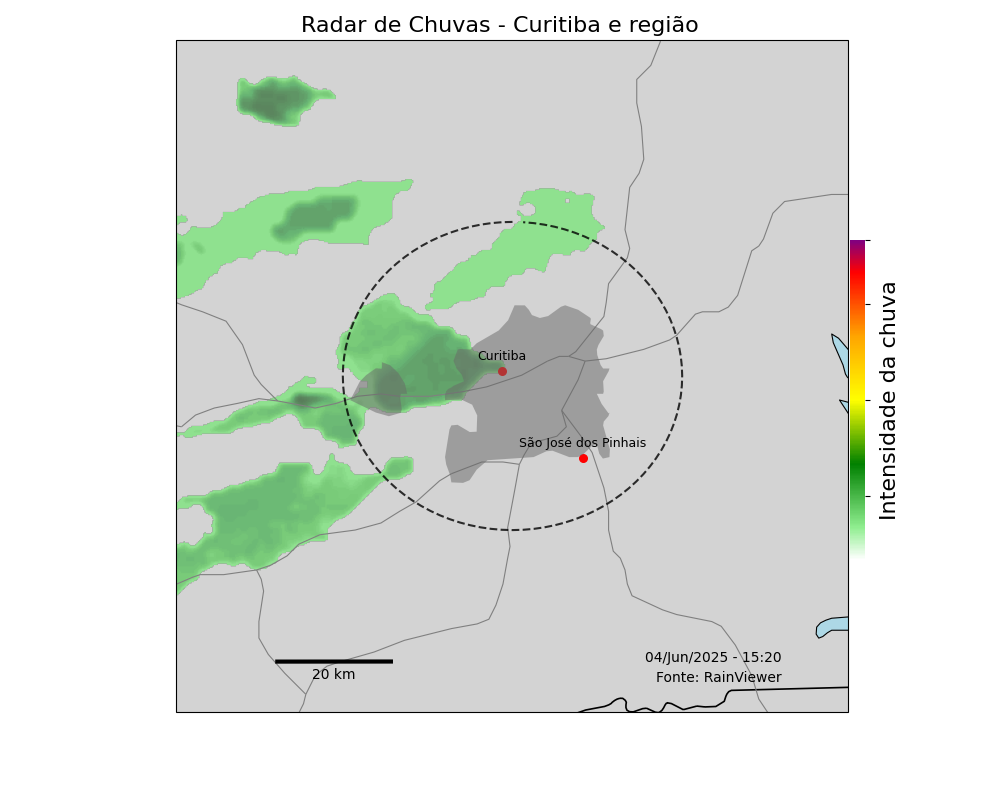 Radar de Chuvas - Curitiba e região
Curitiba
São José dos Pinhais
Intensidade da chuva
20 km
04/Jun/2025 - 15:20
Fonte: RainViewer